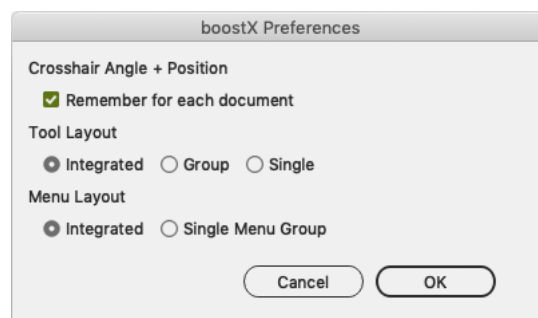 boostX Preferences
Crosshair Angle + Position
Remember for each document
Tool Layout
Integrated Group Single
Menu Layout
Integrated Single Menu Group
Cancel OK